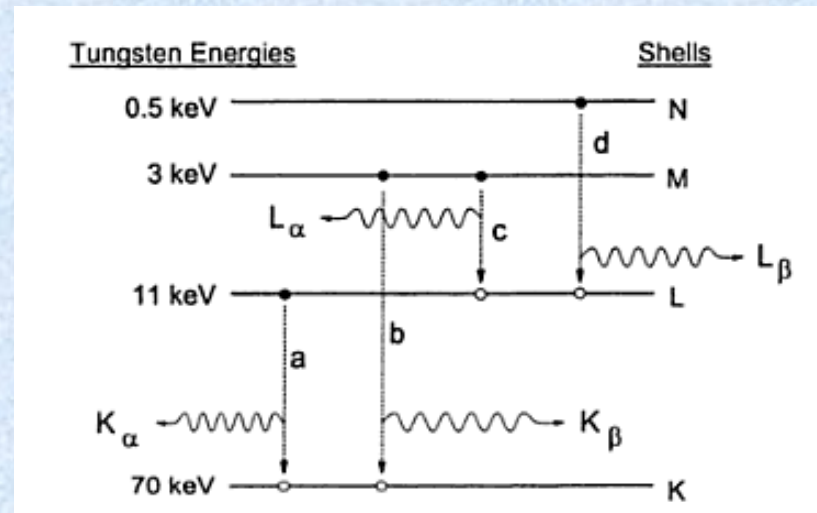 Tungsten Energies Shells
0.5 keV N
d
3 keV M
Lα c
Lβ
11 keV L
a b
Kα Kβ
70 keV K